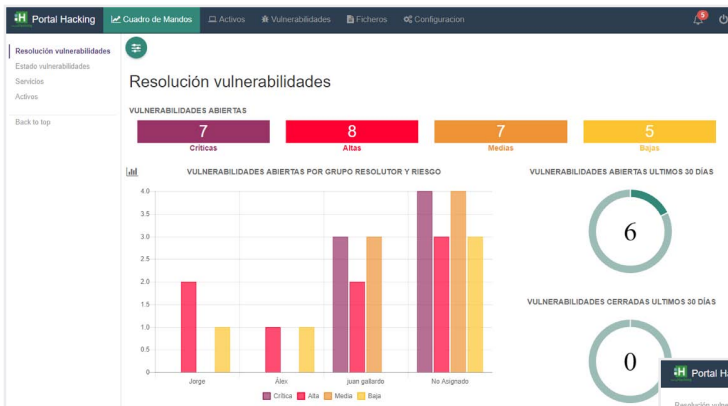 Portal Hacking
Cuadro de Mandos
Activos
Vulnerabilidades
Ficheros
Configuracion
5
Resolución vulnerabilidades
Estado vulnerabilidades
Servicios
Activos
Back to top
Resolución vulnerabilidades
VULNERABILIDADES ABIERTAS
7
Críticas
8
Altas
7
Medias
5
Bajas
VULNERABILIDADES ABIERTAS POR GRUPO RESOLUTOR Y RIESGO
4.0
3.5
3.0
2.5
2.0
1.5
1.0
0.5
0
Jorge
Álex
juan gallardo
No Asignado
Crítica
Alta
Media
Baja
VULNERABILIDADES ABIERTAS ULTIMOS 30 DÍAS
6
VULNERABILIDADES CERRADAS ULTIMOS 30 DÍAS
0
Portal Ha
Resolución vulne